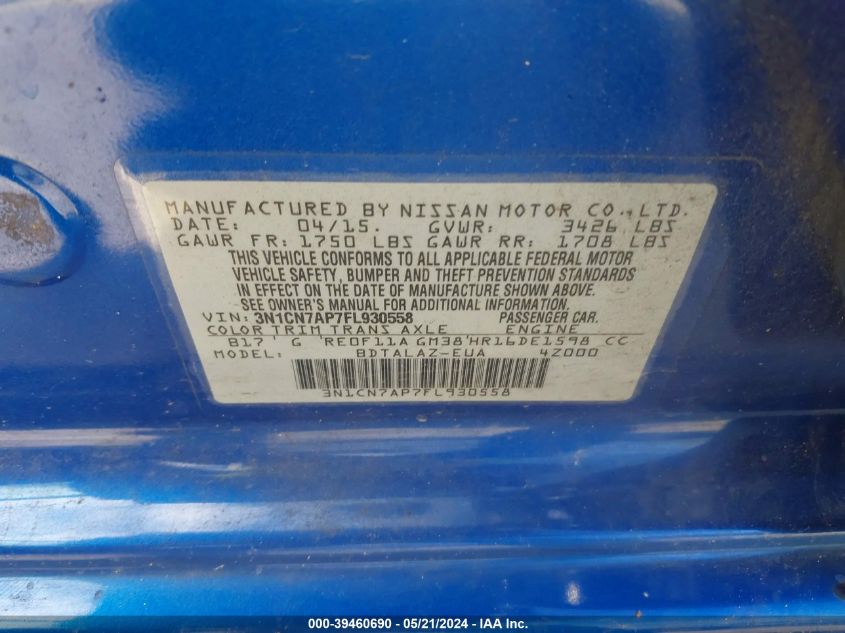 MANUFACTURED BY NISSAN MOTOR CO., LTD.
DATE: 04/15. GVWR: 3426 LBS
GAWR FR: 1750 LBS GAWR RR: 1708 LBS
THIS VEHICLE CONFORMS TO ALL APPLICABLE FEDERAL MOTOR
VEHICLE SAFETY, BUMPER AND THEFT PREVENTION STANDARDS
IN EFFECT ON THE DATE OF MANUFACTURE SHOWN ABOVE.
SEE OWNER'S MANUAL FOR ADDITIONAL INFORMATION.
VIN: 3N1CN7AP7FL930558 PASSENGER CAR.
COLOR TRIM TRANS AXLE ENGINE
B17 G RE0F11A GM38 HR16DE1598 CC
MODEL: BDTALAZ-EUA 4Z000
3N1CN7AP7FL930558
000-39460690 - 05/21/2024 - IAA, Inc.